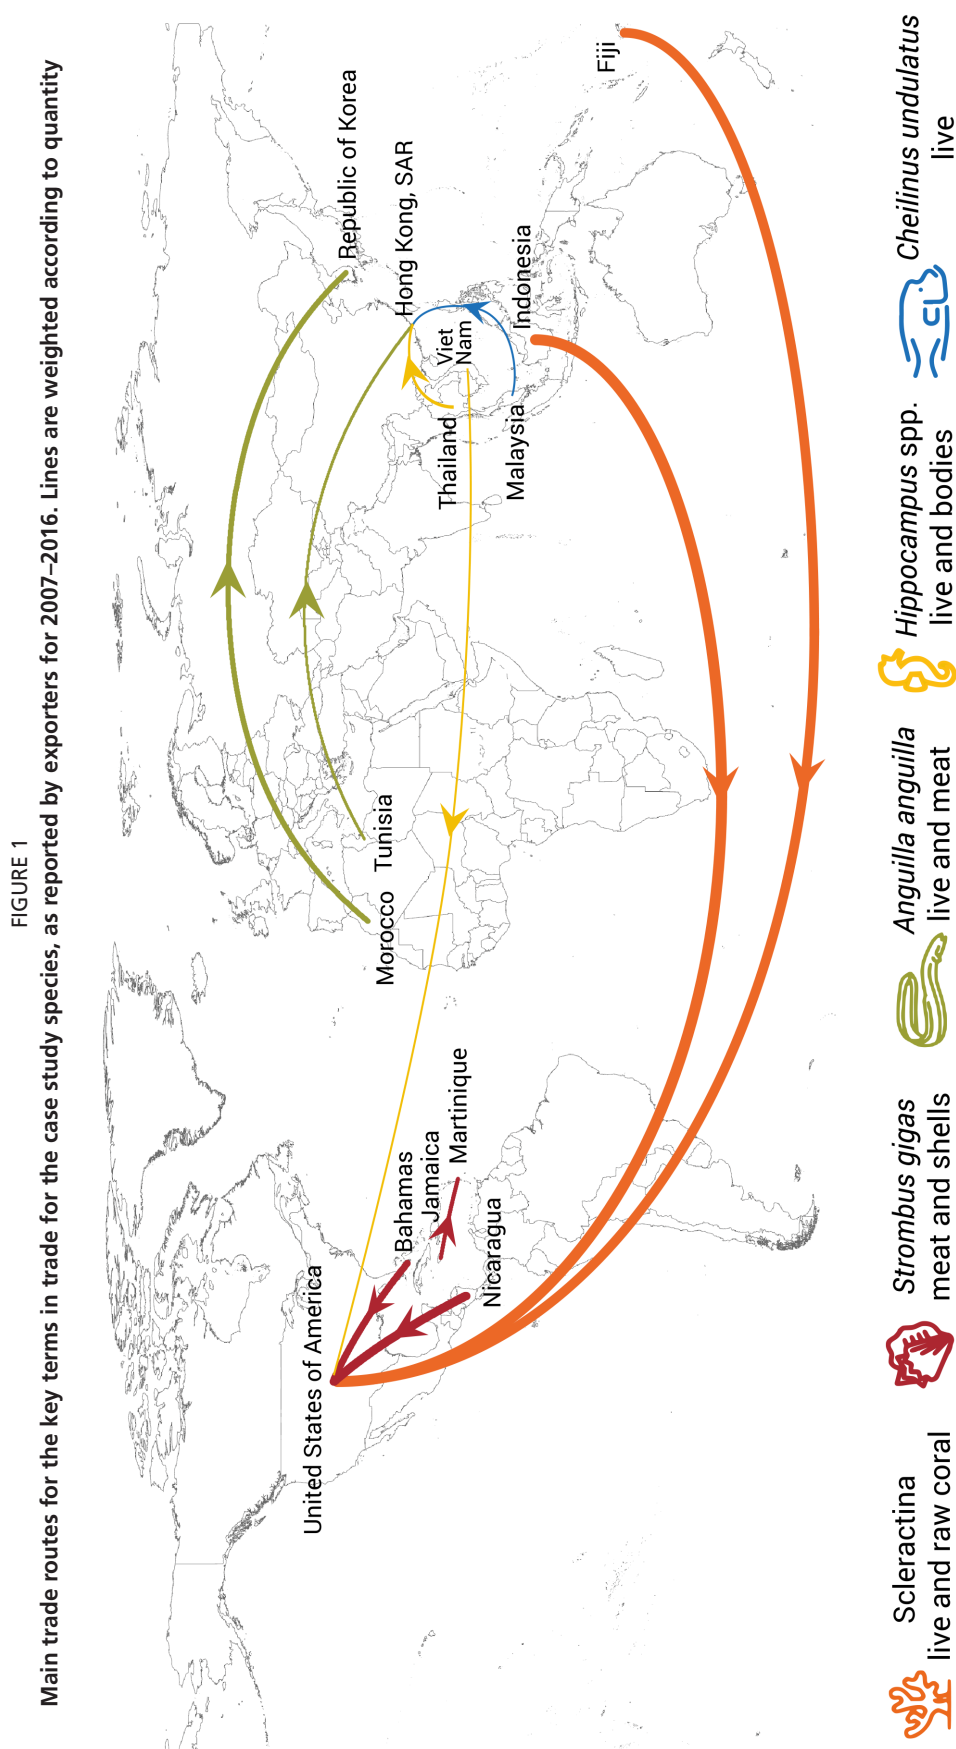 FIGURE 1
Main trade routes for the key terms in trade for the case study species, as reported by exporters for 2007–2016. Lines are weighted according to quantity
United States of America
Bahamas
Jamaica
Martinique
Nicaragua
Morocco
Tunisia
Republic of Korea
Hong Kong, SAR
Viet
Nam
Thailand
Malaysia
Indonesia
Fiji
Scleractina
live and raw coral
Strombus gigas
meat and shells
Anguilla anguilla
live and meat
Hippocampus spp.
live and bodies
Cheilinus undulatus
live